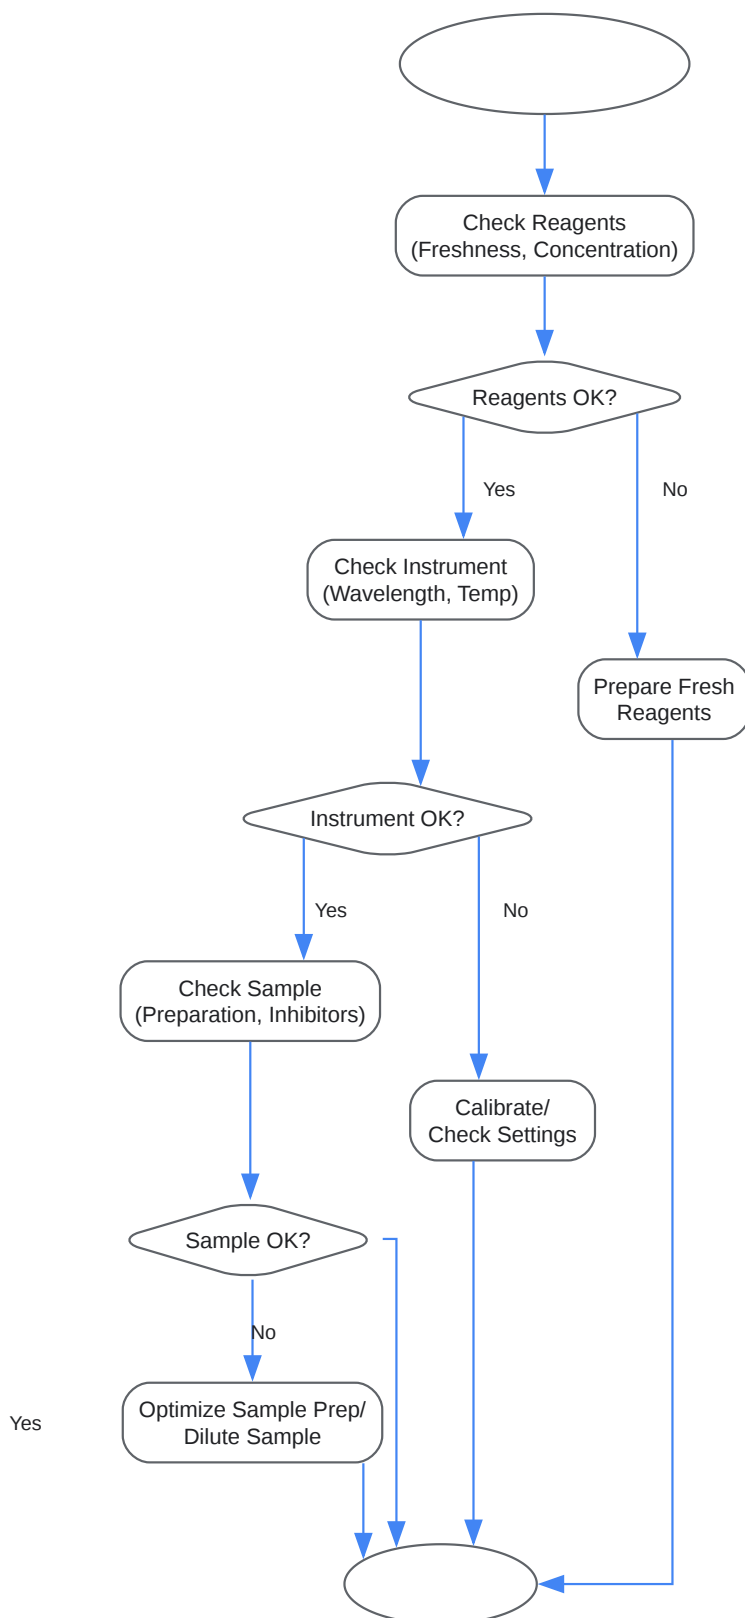 Check Reagents
(Freshness, Concentration)
Reagents OK?
Yes
No
Check Instrument
(Wavelength, Temp)
Prepare Fresh
Reagents
Instrument OK?
Yes
No
Check Sample
(Preparation, Inhibitors)
Calibrate/
Check Settings
Sample OK?
No
Optimize Sample Prep/
Dilute Sample
Yes